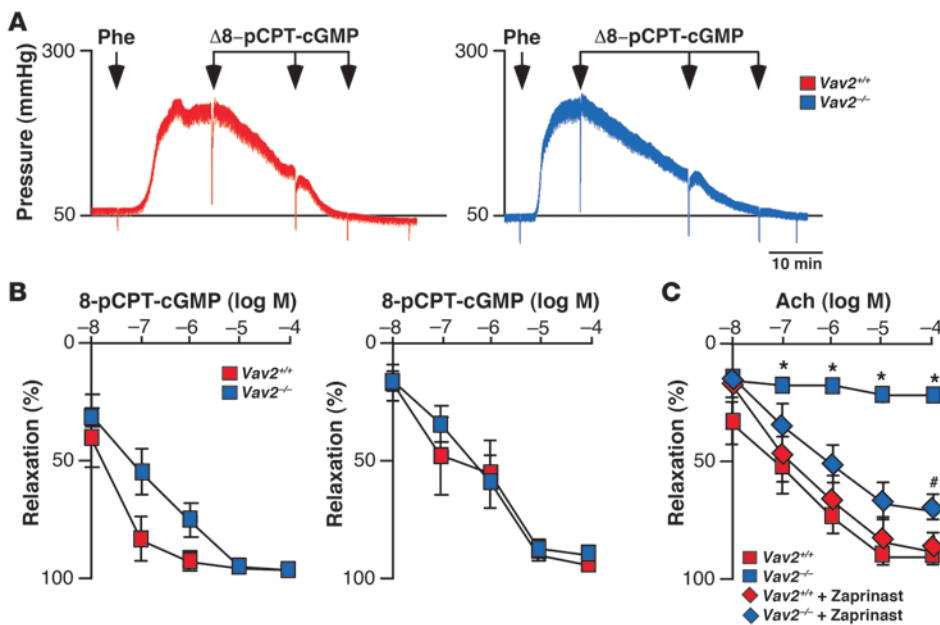 A
Phe Δ8–pCPT-cGMP
Phe Δ8–pCPT-cGMP
300
300
Pressure (mmHg)
Vav2+/+
Vav2–/–
50
50
10 min
B
8-pCPT-cGMP (log M)
–8 –7 –6 –5 –4
0
Relaxation (%)
Vav2+/+
Vav2–/–
50
100
8-pCPT-cGMP (log M)
–8 –7 –6 –5 –4
0
Relaxation (%)
50
100
C
Ach (log M)
–8 –7 –6 –5 –4
0
* * * *
Relaxation (%)
50
#
100
Vav2+/+
Vav2–/–
Vav2+/+ + Zaprinast
Vav2–/– + Zaprinast